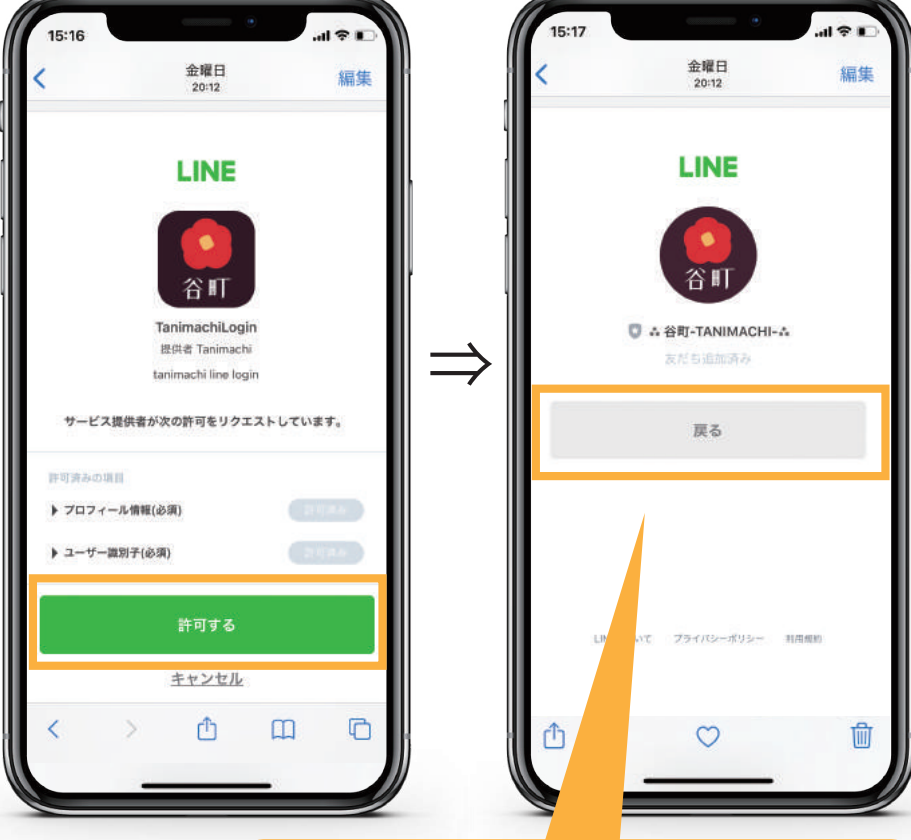 15:16
金曜日
20:12
編集
LINE
谷町
TanimachiLogin
提供者 Tanimachi
tanimachi line login
サービス提供者が次の許可をリクエストしています。
許可済みの項目
プロフィール情報(必須)
許可済み
ユーザー識別子(必須)
許可済み
許可する
キャンセル
⇒
15:17
金曜日
20:12
編集
LINE
谷町
谷町-TANIMACHI-
友だち追加済み
戻る
プライバシーポリシー
利用規約